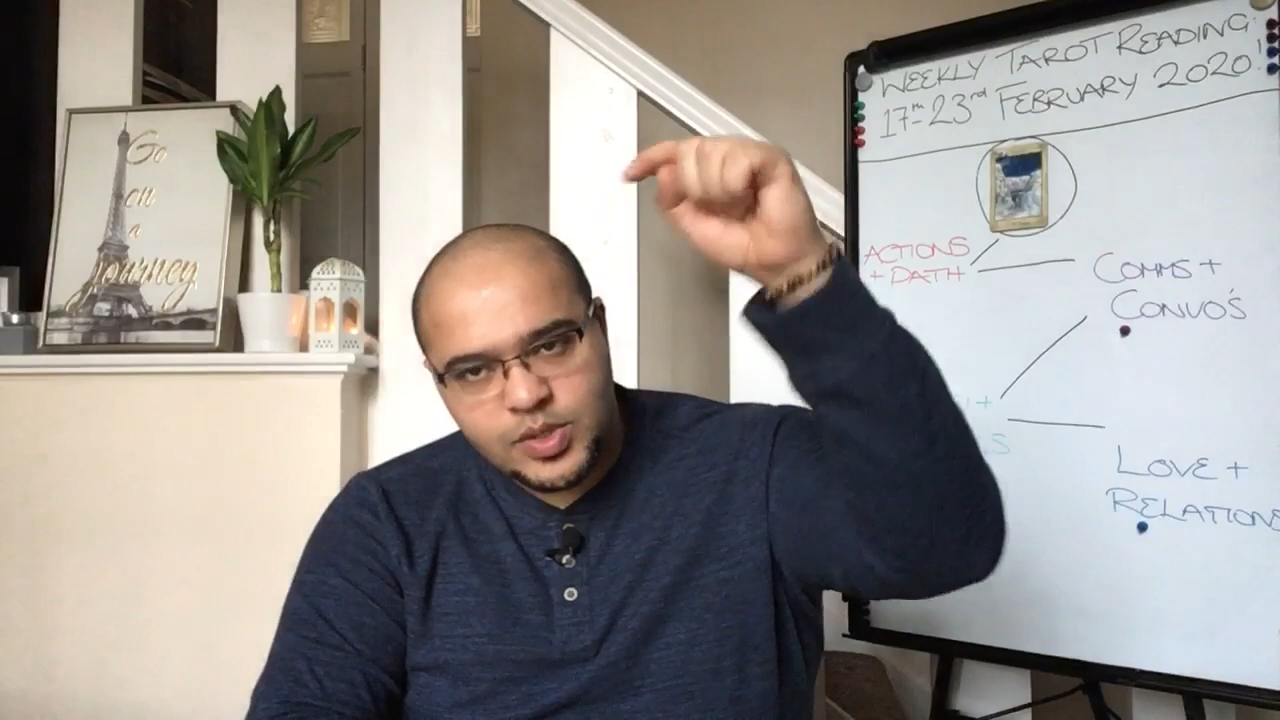 Go
on
a
journey
WEEKLY TAROT READING:
17th-23rd FEBRUARY 2020!
ACTIONS
+ PATH
COMMS +
CONVO'S
+
S
LOVE +
RELATIONS